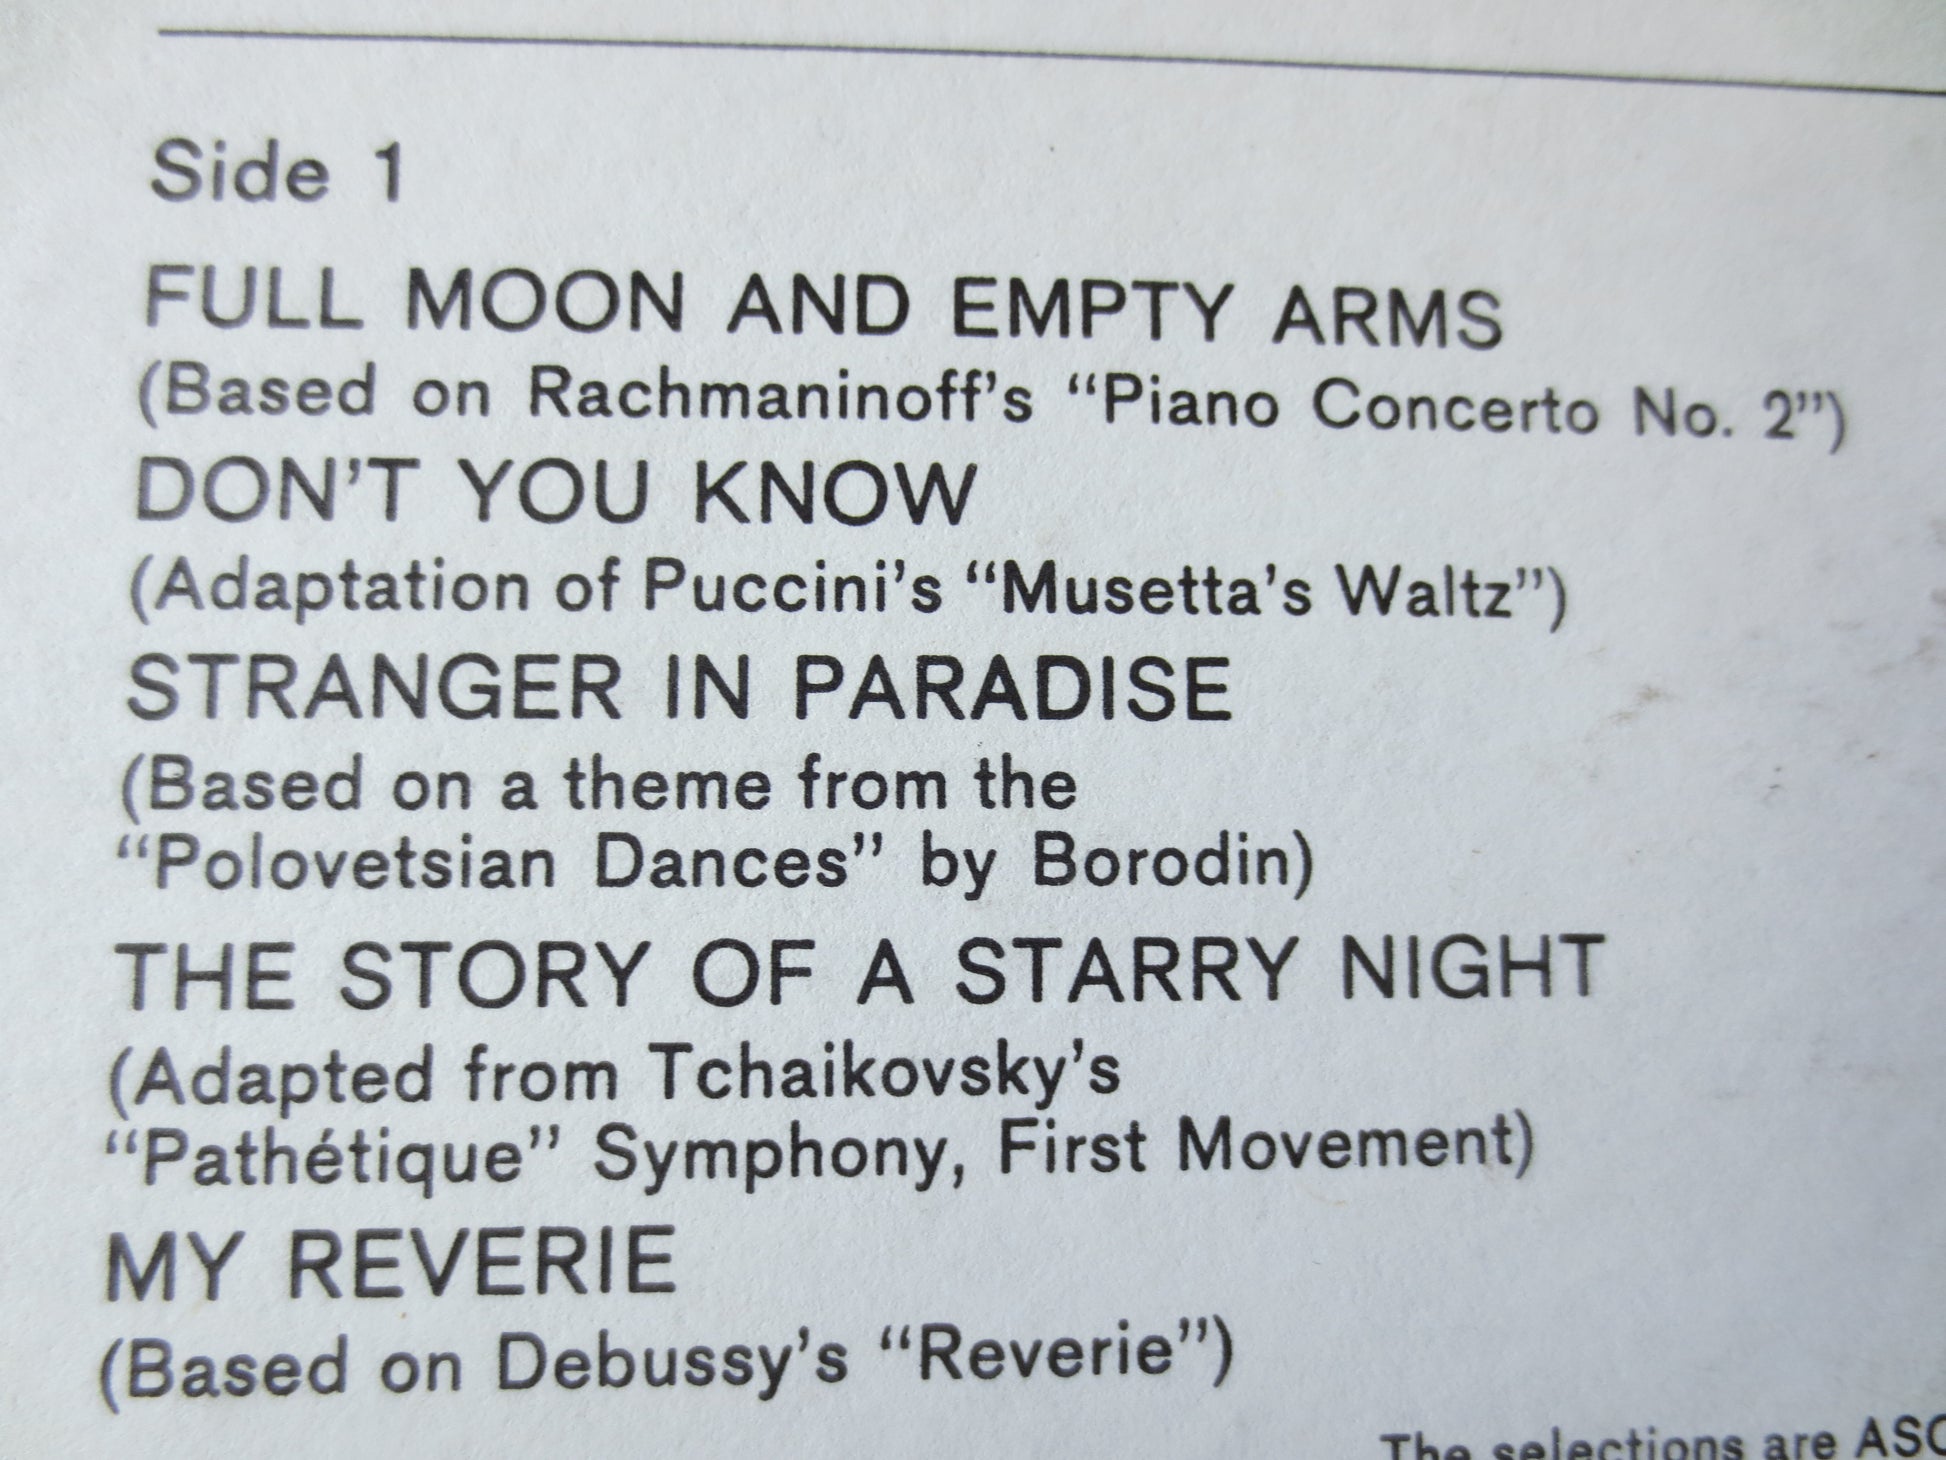 Side 1
FULL MOON AND EMPTY ARMS
(Based on Rachmaninoff's “Piano Concerto No. 2”)
DON'T YOU KNOW
(Adaptation of Puccini's “Musetta's Waltz”)
STRANGER IN PARADISE
(Based on a theme from the
“Polovetsian Dances” by Borodin)
THE STORY OF A STARRY NIGHT
(Adapted from Tchaikovsky's
“Pathétique” Symphony, First Movement)
MY REVERIE
(Based on Debussy's “Reverie”)
The selections are